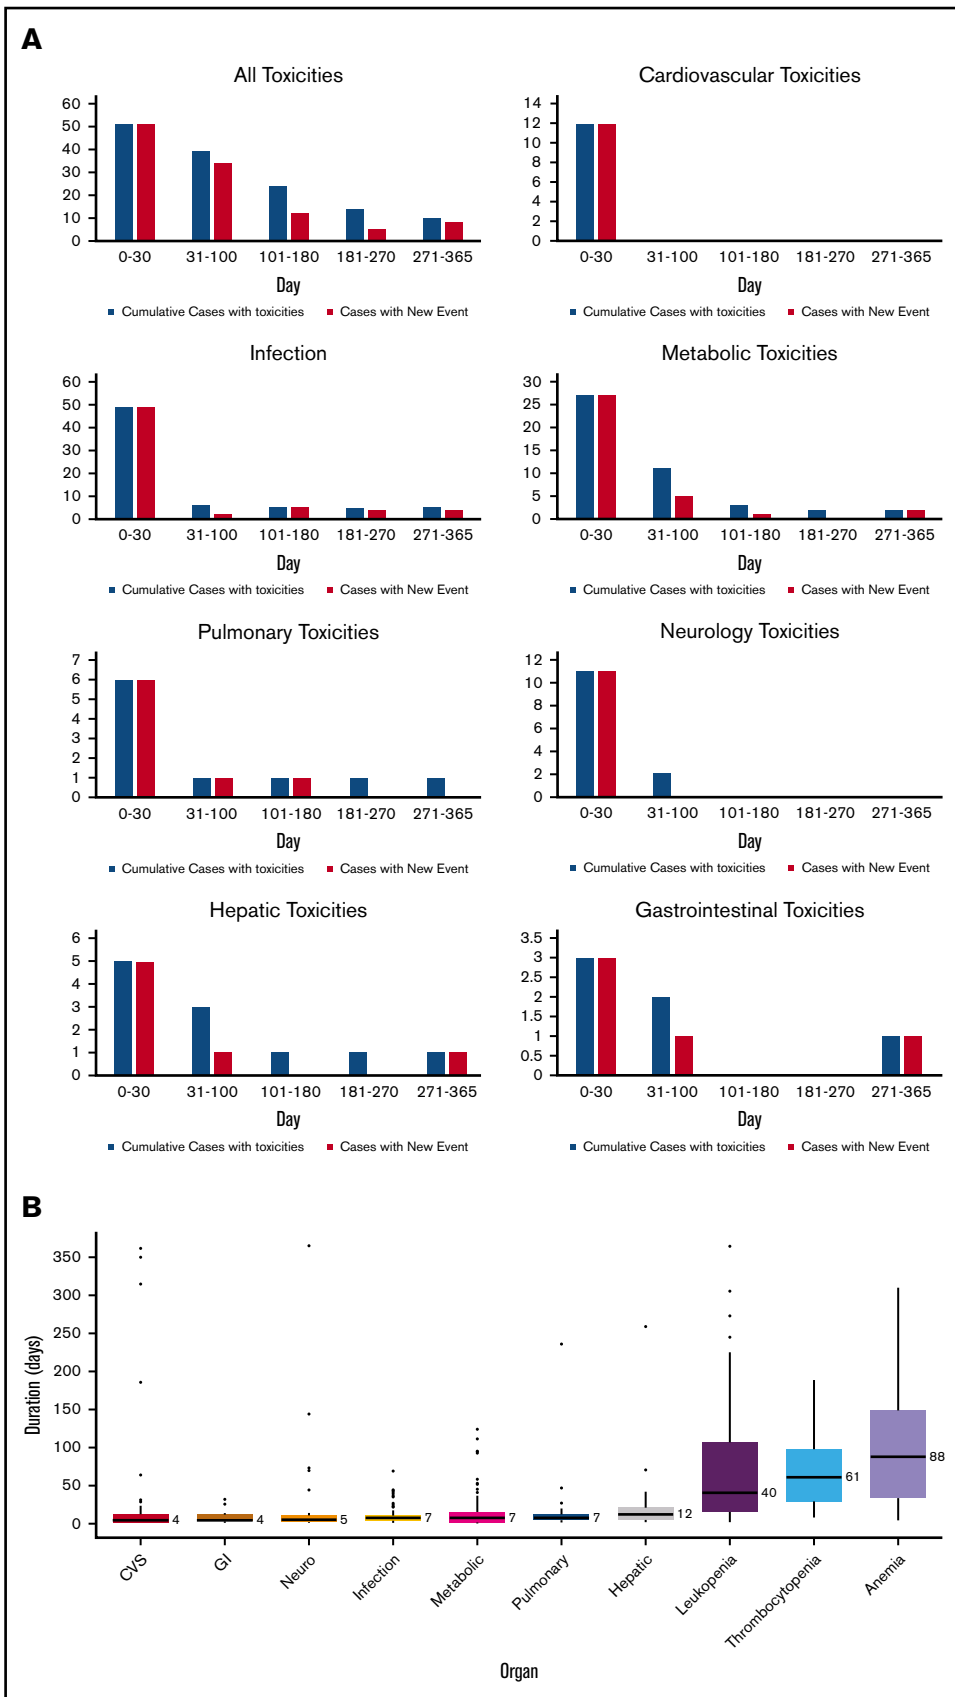 A
All Toxicities
60
50
40
30
20
10
0
0-30 31-100 101-180 181-270 271-365
Day
Cumulative Cases with toxicities Cases with New Event
Cardiovascular Toxicities
14
12
10
8
6
4
2
0
0-30 31-100 101-180 181-270 271-365
Day
Cumulative Cases with toxicities Cases with New Event
Infection
60
50
40
30
20
10
0
0-30 31-100 101-180 181-270 271-365
Day
Cumulative Cases with toxicities Cases with New Event
Metabolic Toxicities
30
25
20
15
10
5
0
0-30 31-100 101-180 181-270 271-365
Day
Cumulative Cases with toxicities Cases with New Event
Pulmonary Toxicities
7
6
5
4
3
2
1
0
0-30 31-100 101-180 181-270 271-365
Day
Cumulative Cases with toxicities Cases with New Event
Neurology Toxicities
12
10
8
6
4
2
0
0-30 31-100 101-180 181-270 271-365
Day
Cumulative Cases with toxicities Cases with New Event
Hepatic Toxicities
6
5
4
3
2
1
0
0-30 31-100 101-180 181-270 271-365
Day
Cumulative Cases with toxicities Cases with New Event
Gastrointestinal Toxicities
3.5
3
2.5
2
1.5
1
0.5
0
0-30 31-100 101-180 181-270 271-365
Day
Cumulative Cases with toxicities Cases with New Event
B
Duration (days)
350
300
250
200
150
100
50
0
4 4 5 7 7 7 12 40 61 88
CVS GI Neuro Infection Metabolic Pulmonary Hepatic Leukopenia Thrombocytopenia Anemia
Organ